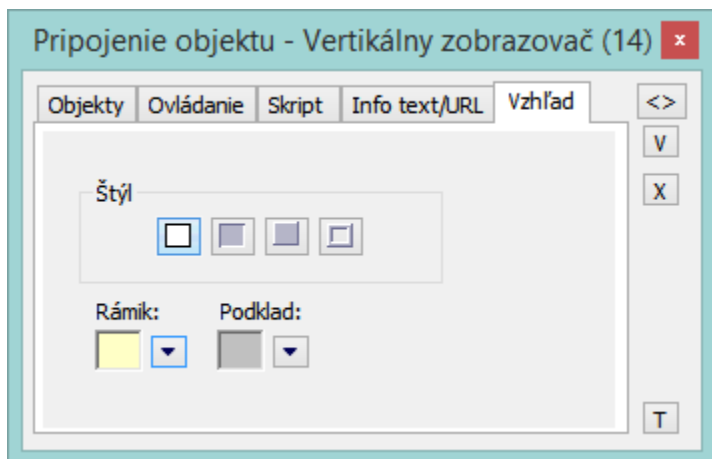 Pripojenie objektu - Vertikálny zobrazovač (14) x
Objekty Ovládanie Skript Info text/URL Vzhľad <>
V
X
Štýl
Rámik: Podklad:
T